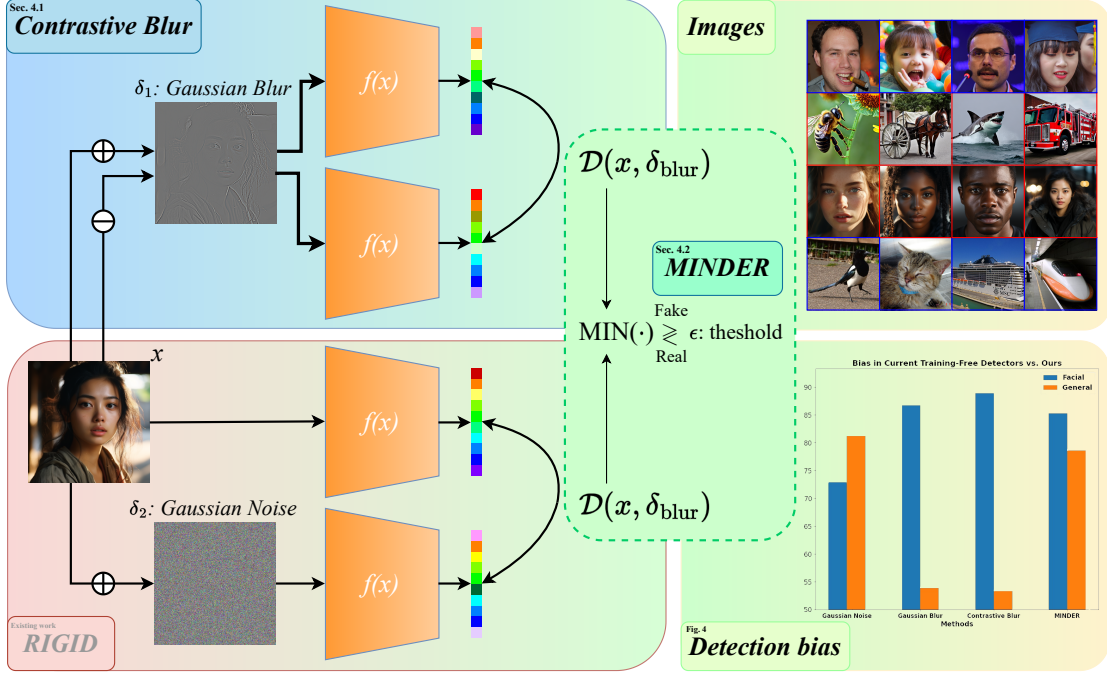 Sec. 4.1
Contrastive Blur
δ₁: Gaussian Blur
f(x)
f(x)
𝒟(x, δ_blur)
Sec. 4.2
MINDER
Fake
MIN(·) ≷ ϵ: theshold
Real
𝒟(x, δ_blur)
x
f(x)
δ₂: Gaussian Noise
f(x)
Existing work
RIGID
Images
Bias in Current Training-Free Detectors vs. Ours
Facial
General
90
85
80
75
70
65
60
55
50
Gaussian Noise
Gaussian Blur
Contrastive Blur
MINDER
Methods
Fig. 4
Detection bias